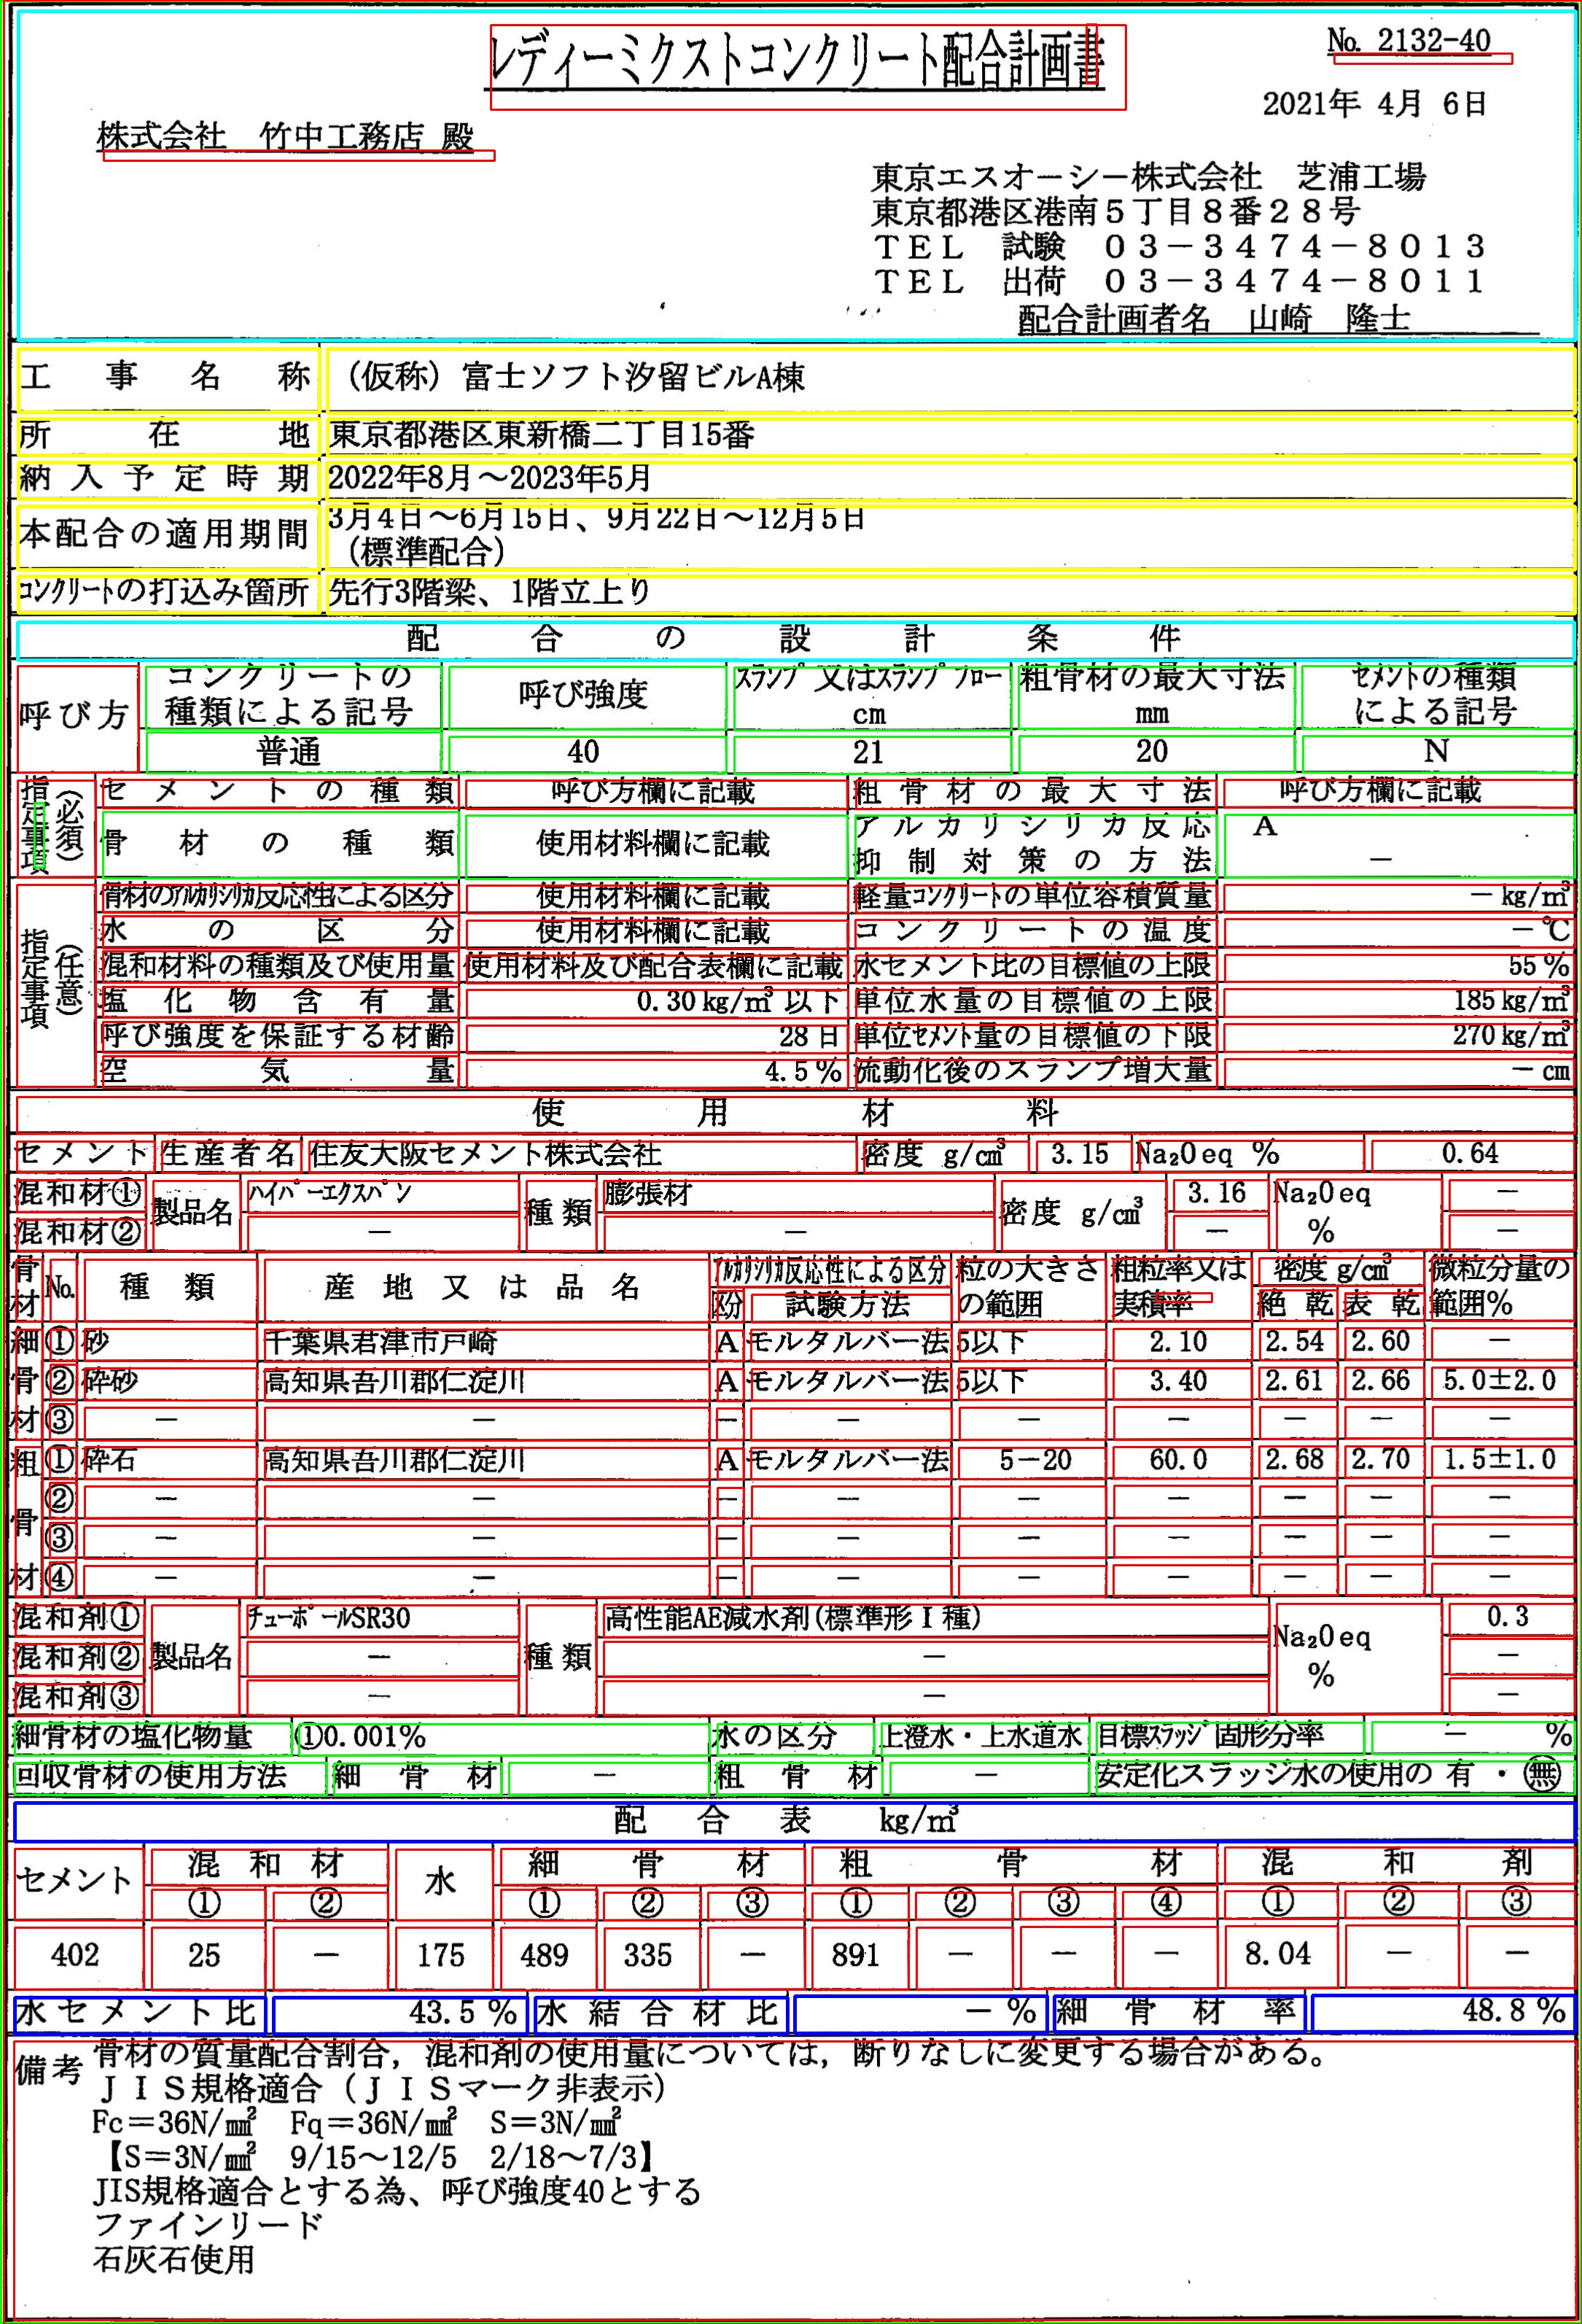 レディーミクストコンクリート配合計画書
No. 2132-40
2021年 4月 6日
株式会社 竹中工務店 殿
東京エスオーシー株式会社 芝浦工場
東京都港区港南5丁目8番28号
TEL 試験 03-3474-8013
TEL 出荷 03-3474-8011
配合計画者名 山崎 隆士
工事名称 (仮称)富士ソフト汐留ビルA棟
所在地 東京都港区東新橋二丁目15番
納入予定時期 2022年8月~2023年5月
本配合の適用期間 3月4日~6月15日、9月22日~12月5日
(標準配合)
コンクリートの打込み箇所 先行3階梁、1階立上り
配合の設計条件
呼び方 コンクリートの種類による記号 呼び強度 スランプ又はスランプフロー cm 粗骨材の最大寸法 mm セメントの種類による記号
普通 40 21 20 N
指定事項(必須) セメントの種類 呼び方欄に記載 粗骨材の最大寸法 呼び方欄に記載
骨材の種類 使用材料欄に記載 アルカリシリカ反応抑制対策の方法 A -
指定事項(任意) 骨材のアルカリシリカ反応性による区分 使用材料欄に記載 軽量コンクリートの単位容積質量 - kg/㎥
水の区分 使用材料欄に記載 コンクリートの温度 - ℃
混和材料の種類及び使用量 使用材料及び配合表欄に記載 水セメント比の目標値の上限 55 %
塩化物含有量 0.30 kg/㎥ 以下 単位水量の目標値の上限 185 kg/㎥
呼び強度を保証する材齢 28 日 単位セメント量の目標値の下限 270 kg/㎥
空気量 4.5 % 流動化後のスランプ増大量 - cm
使用材料
セメント 生産者名 住友大阪セメント株式会社 密度 g/c㎥ 3.15 Na₂Oeq % 0.64
混和材① 製品名 ハイパーエクスパン 種類 膨張材 密度 g/c㎥ 3.16 Na₂Oeq % -
混和材② - - - -
骨材 No. 種類 産地又は品名 アルカリシリカ反応性による区分 粒の大きさの範囲 粗粒率又は実積率 密度 g/c㎥ 微粒分量の範囲%
区分 試験方法 絶乾 表乾
細骨材 ① 砂 千葉県君津市戸崎 A モルタルバー法 5以下 2.10 2.54 2.60 -
② 砕砂 高知県吾川郡仁淀川 A モルタルバー法 5以下 3.40 2.61 2.66 5.0±2.0
③ - - - - - - - - -
粗骨材 ① 砕石 高知県吾川郡仁淀川 A モルタルバー法 5-20 60.0 2.68 2.70 1.5±1.0
② - - - - - - - - -
③ - - - - - - - - -
④ - - - - - - - - -
混和剤① 製品名 チューポールSR30 種類 高性能AE減水剤(標準形Ⅰ種) Na₂Oeq % 0.3
混和剤② - - -
混和剤③ - - -
細骨材の塩化物量 ①0.001% 水の区分 上澄水・上水道水 目標スラッジ固形分率 - %
回収骨材の使用方法 細骨材 - 粗骨材 - 安定化スラッジ水の使用の 有 ・ 無
配合表 kg/㎥
セメント 混和材 水 細骨材 粗骨材 混和剤
① ② ① ② ③ ① ② ③ ④ ① ② ③
402 25 - 175 489 335 - 891 - - - 8.04 - -
水セメント比 43.5 % 水結合材比 - % 細骨材率 48.8 %
備考 骨材の質量配合割合, 混和剤の使用量については, 断りなしに変更する場合がある。
JIS規格適合(JISマーク非表示)
Fc=36N/㎟ Fq=36N/㎟ S=3N/㎟
【S=3N/㎟ 9/15~12/5 2/18~7/3】
JIS規格適合とする為、呼び強度40とする
ファインリード
石灰石使用